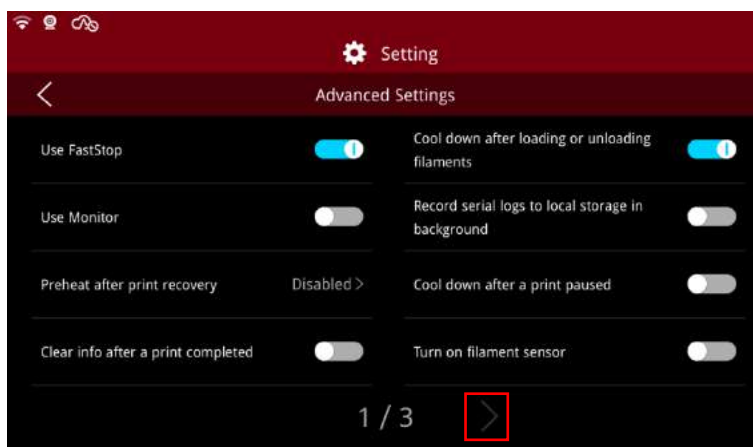 Setting
Advanced Settings
Use FastStop
Cool down after loading or unloading
filaments
Use Monitor
Record serial logs to local storage in
background
Preheat after print recovery
Disabled >
Cool down after a print paused
Clear info after a print completed
Turn on filament sensor
1 / 3